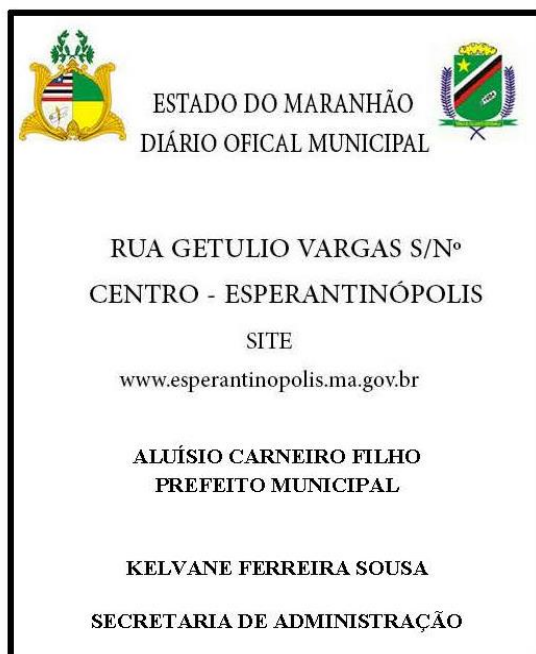 ESTADO DO MARANHÃO
DIÁRIO OFICAL MUNICIPAL
RUA GETULIO VARGAS S/Nº
CENTRO - ESPERANTINÓPOLIS
SITE
www.esperantinopolis.ma.gov.br
ALUÍSIO CARNEIRO FILHO
PREFEITO MUNICIPAL
KELVANE FERREIRA SOUSA
SECRETARIA DE ADMINISTRAÇÃO